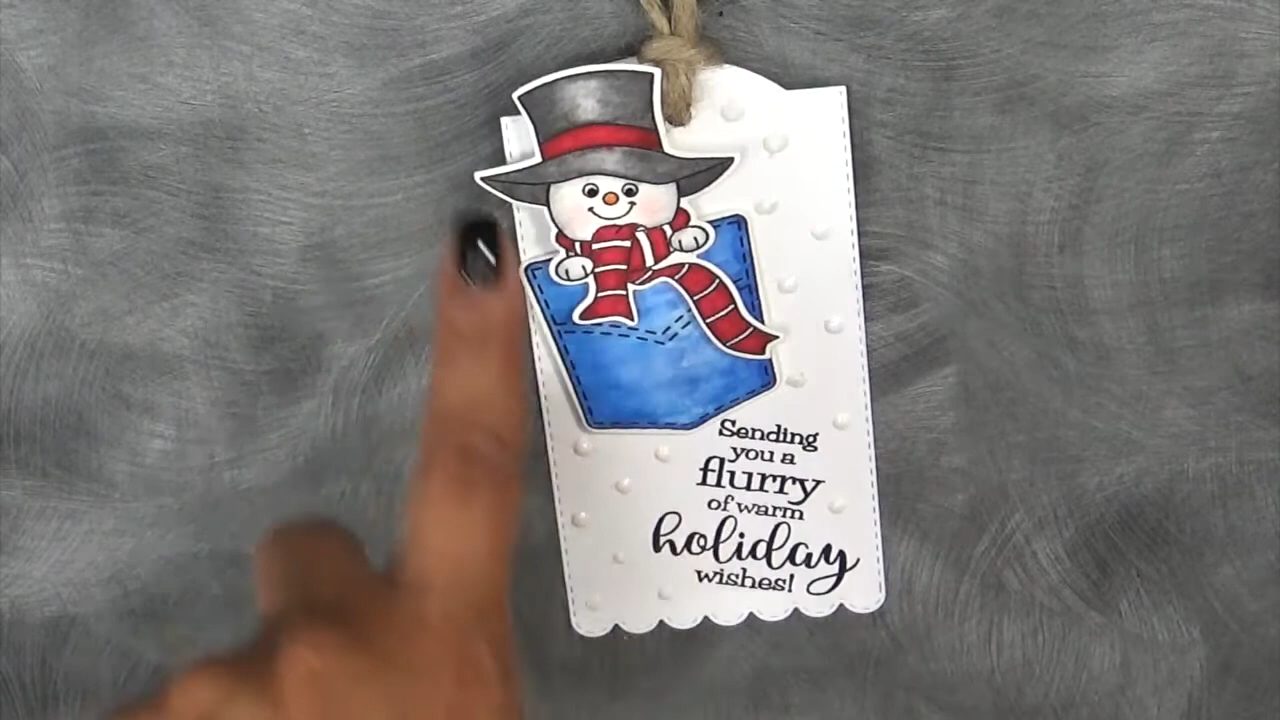 Sending
you a
flurry
of warm
holiday
wishes!